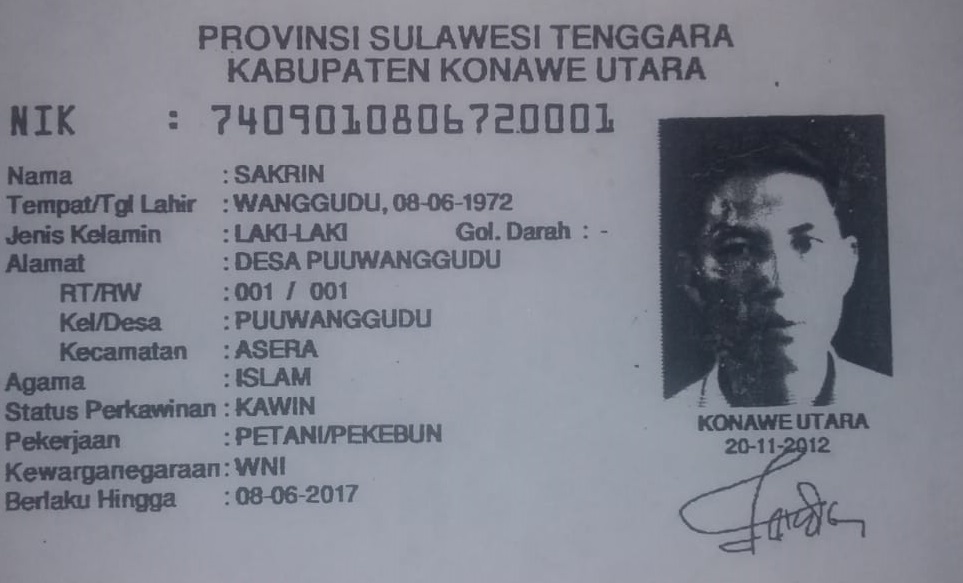 PROVINSI SULAWESI TENGGARA
KABUPATEN KONAWE UTARA
NIK : 7409010806720001
Nama : SAKRIN
Tempat/Tgl Lahir : WANGGUDU, 08-06-1972
Jenis Kelamin : LAKI-LAKI Gol. Darah : -
Alamat : DESA PUUWANGGUDU
RT/RW : 001 / 001
Kel/Desa : PUUWANGGUDU
Kecamatan : ASERA
Agama : ISLAM
Status Perkawinan : KAWIN
Pekerjaan : PETANI/PEKEBUN
Kewarganegaraan : WNI
Berlaku Hingga : 08-06-2017
KONAWE UTARA
20-11-2012